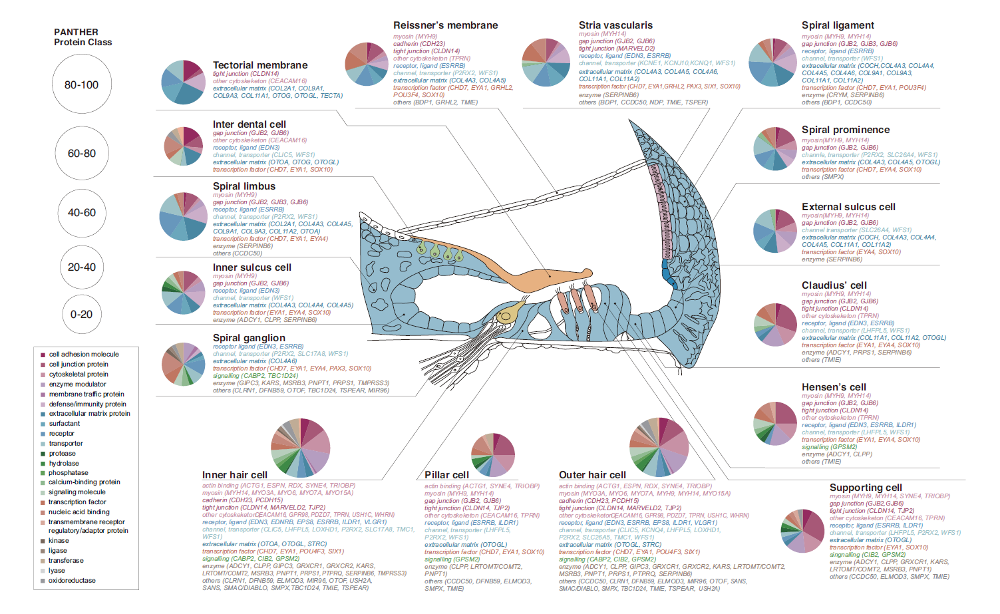 PANTHER
Protein Class
80-100
60-80
40-60
20-40
0-20
cell adhesion molecule
cell junction protein
cytoskeletal protein
enzyme modulator
membrane traffic protein
defense/immunity protein
extracellular matrix protein
surfactant
receptor
transporter
protease
hydrolase
phosphatase
calcium-binding protein
signaling molecule
transcription factor
nucleic acid binding
transmembrane receptor
regulatory/adaptor protein
kinase
ligase
transferase
lyase
oxidoreductase
Tectorial membrane
tight junction (CLDN14)
other cytoskeleton (CEACAM16)
extracellular matrix (COL2A1, COL9A1,
COL9A3, COL11A1, OTOG, OTOGL, TECTA)
Inter dental cell
gap junction (GJB2, GJB6)
other cytoskeketon (CEACAM16)
receptor, ligand (EDN3)
channel, transporter (CLIC5, WFS1)
extracellular matrix (OTOA, OTOG, OTOGL)
transcription factor (CHD7, EYA1, SOX10)
Spiral limbus
myosin (MYH9)
gap junction (GJB2, GJB3, GJB6)
receptor, ligand (ESRRB)
channel, transporter (P2RX2, WFS1)
extracellular matrix (COL2A1, COL4A3, COL4A5,
COL9A1, COL9A3, COL11A2, OTOA)
transcription factor (CHD7, EYA1, EYA4)
enzyme (SERPINB6)
others (CCDC50)
Inner sulcus cell
myosin (MYH9)
gap junction (GJB2, GJB6)
receptor, ligand (EDN3)
channel, transporter (WFS1)
extracellular matrix (COL4A3, COL4A4, COL4A5)
transcription factor (EYA1, EYA4, SOX10)
enzyme (ADCY1, CLPP, SERPINB6)
Spiral ganglion
receptor ligand (EDN3, ESRRB)
channel, transporter (P2RX2, SLC17A8, WFS1)
extracellular matrix (COL4A6)
transcription factor (CHD7, EYA1, EYA4, PAX3, SOX10)
signalling (CABP2, TBC1D24)
enzyme (GIPC3, KARS, MSRB3, PNPT1, PRPS1, TMPRSS3)
others (CLRN1, DFNB59, OTOF, TBC1D24, TSPEAR, MIR96)
Reissner's membrane
myosin (MYH9)
cadherin (CDH23)
tight junction (CLDN14)
other cytoskeketon (TPRN)
receptor, ligand (ESRRB)
channel, transporter (P2RX2, WFS1)
extracellular matrix (COL4A3, COL4A5)
transcription factor (CHD7, EYA1, GRHL2,
POU3F4, SOX10)
others (BDP1, GRHL2, TMIE)
Stria vascularis
myosin (MYH14)
gap junction (GJB2, GJB6)
tight junction (MARVELD2)
receptor, ligand (EDN3, ESRRB)
channel, transporter (KCNE1, KCNJ10,KCNQ1, WFS1)
extracellular matrix (COL4A3, COL4A5, COL4A6,
COL11A1, COL11A2)
transcription factor (CHD7, EYA1,GRHL2, PAX3, SIX1, SOX10)
enzyme (SERPINB6)
others (BDP1, CCDC50, NDP, TMIE, TSPER)
Spiral ligament
myosin (MYH9, MYH14)
gap junction (GJB2, GJB3, GJB6)
receptor, ligand (ESRRB)
channel, transporter (WFS1)
extracellular matrix (COCH,COL4A3, COL4A4,
COL4A5, COL4A6, COL9A1, COL9A3,
COL11A1, COL11A2)
transcription factor (CHD7, EYA1, POU3F4)
enzyme (CRYM, SERPINB6)
others (BDP1, CCDC50)
Spiral prominence
myosin(MYH9, MYH14)
gap junction (GJB2, GJB6)
channle, transporter (P2RX2, SLC26A4, WFS1)
extracellular matrix (COL4A3, COL4A5, OTOGL)
transcription factor (CHD7, EYA4, SOX10)
others (SMPX)
External sulcus cell
myosin(MYH9, MYH14)
gap junction (GJB2, GJB6)
channel transporter (SLC26A4, WFS1)
extracellular matrix (COCH, COL4A3, COL4A4,
COL4A5, COL11A1, COL11A2)
transcription factor (EYA4, SOX10)
enzyme (SERPINB6)
Claudius' cell
myosin (MYH9, MYH14)
gap junction (GJB2, GJB6)
tight junction (CLDN14)
other cytoskeketon (TPRN)
receptor, ligand (EDN3, ESRRB)
channel, transporter (LHFPL5, WFS1)
extracellular matrix (COL11A1, COL11A2, OTOGL)
transcription factor (EYA1, EYA4, SOX10)
enzyme (ADCY1, PRPS1, SERPINB6)
others (TMIE)
Hensen's cell
myosin (MYH9, MYH14)
gap junction (GJB2, GJB6)
tight junction (CLDN14)
other cytoskeketon (TPRN)
receptor, ligand (EDN3, ESRRB, ILDR1)
channel, transporter (LHFPL5, WFS1)
transcription factor (EYA1, EYA4, SOX10)
signalling (GPSM2)
enzyme (ADCY1, CLPP)
others (TMIE)
Inner hair cell
actin binding (ACTG1, ESPN, RDX, SYNE4, TRIOBP)
myosin (MYH14, MYO3A, MYO6, MYO7A, MYO15A)
cadherin (CDH23, PCDH15)
tight junction (CLDN14, MARVELD2, TJP2)
other cytoskeketon(CEACAM16, GPR98, PDZD7, TPRN, USH1C, WHRN)
receptor, ligand (EDN3, EDNRB, EPS8, ESRRB, ILDR1, VLGR1)
channel, transporter (CLIC5, LHFPL5, LOXHD1, P2RX2, SLC17A8, TMC1,
WFS1)
extracellular matrix (OTOA, OTOGL, STRC)
transcription factor (CHD7, EYA1, POU4F3, SIX1)
signalling (CABP2, CIB2, GPSM2)
enzyme (ADCY1, CLPP, GIPC3, GRXCR1, GRXCR2, KARS,
LRTOMT/COMT2, MSRB3, PNPT1, PRPS1, PTPRQ, SERPINB6, TMPRSS3)
others (CLRN1, DFNB59, ELMOD3, MIR96, OTOF, USH2A,
SANS, SMAC/DIABLO, SMPX,TBC1D24, TMIE, TSPEAR)
Pillar cell
actin binding (ACTG1, SYNE4, TRIOBP)
myosin (MYH9, MYH14)
gap junction (GJB2, GJB6)
tight junction (CLDN14, TJP2)
other cytoskeketon (CEACAM16, TPRN)
receptor, ligand (ESRRB, ILDR1)
channel, transporter (LHFPL5,
P2RX2, WFS1)
extracellular matrix (OTOGL)
transcription factor (CHD7, EYA1, SOX10)
signalling (GPSM2)
enzyme (CLPP, LRTOMT/COMT2,
PNPT1)
others (CCDC50, DFNB59, ELMOD3,
SMPX, TMIE)
Outer hair cell
actin binding (ACTG1, ESPN, RDX, SYNE4, TRIOBP)
myosin (MYO3A, MYO6, MYO7A, MYH9, MYH14, MYO15A)
cadherin (CDH23, PCDH15)
tight junction (CLDN14, MARVELD2, TJP2)
other cytoskeketon(CEACAM16, GPR98, PDZD7, TPRN, USH1C, WHRN)
receptor, ligand (EDN3, ESRRB, EPS8, ILDR1, VLGR1)
channel, transporter (CLIC5, KCNQ4, LHFPL5, LOXHD1,
P2RX2, SLC26A5, TMC1, WFS1)
extracellular matrix (OTOGL, STRC)
transcription factor (CHD7, EYA1, POU4F3, SIX1)
signalling (CABP2, CIB2, GPSM2)
enzyme (ADCY1, CLPP, GIPC3, GRXCR1, GRXCR2, KARS, LRTOMT/COMT2,
MSRB3, PNPT1, PRPS1, PTPRQ, SERPINB6)
others (CCDC50, CLRN1, DFNB59, ELMOD3, MIR96, OTOF, SANS,
SMAC/DIABLO, SMPX, TBC1D24, TMIE, TSPEAR, USH2A)
Supporting cell
myosin (MYH9, MYH14, SYNE4, TRIOBP)
gap junction (GJB2,GJB6)
tight junction (CLDN14, TJP2)
other cytoskeketon (CEACAM16, TPRN)
receptor, ligand (ESRRB, ILDR1)
channel, transporter (LHFPL5, P2RX2, WFS1)
extracellular matrix (OTOGL)
transcription factor (EYA1, SOX10)
singnalling (CIB2, GPSM2)
enzyme (ADCY1, CLPP, GRXCR1, KARS,
LRTOMT/COMT2, MSRB3, PNPT1)
others (CCDC50, ELMOD3, SMPX, TMIE)